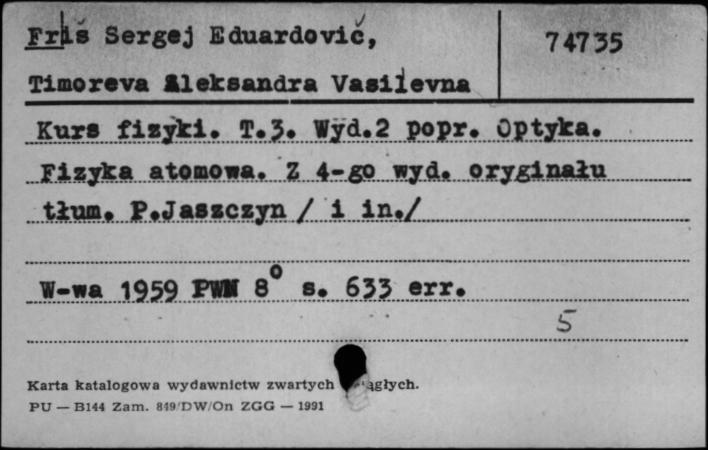 Friš Sergej Eduardovič, 74735
Timoreva Aleksandra Vasilevna
Kurs fizyki. T.3. Wyd.2 popr. Optyka.
Fizyka atomowa. Z 4-go wyd. oryginału
tłum. P.Jaszczyn / i in./
W-wa 1959 PWN 8° s. 633 err.
5
Karta katalogowa wydawnictw zwartych
PU — B144 Zam. 849/DW/On ZGG — 1991